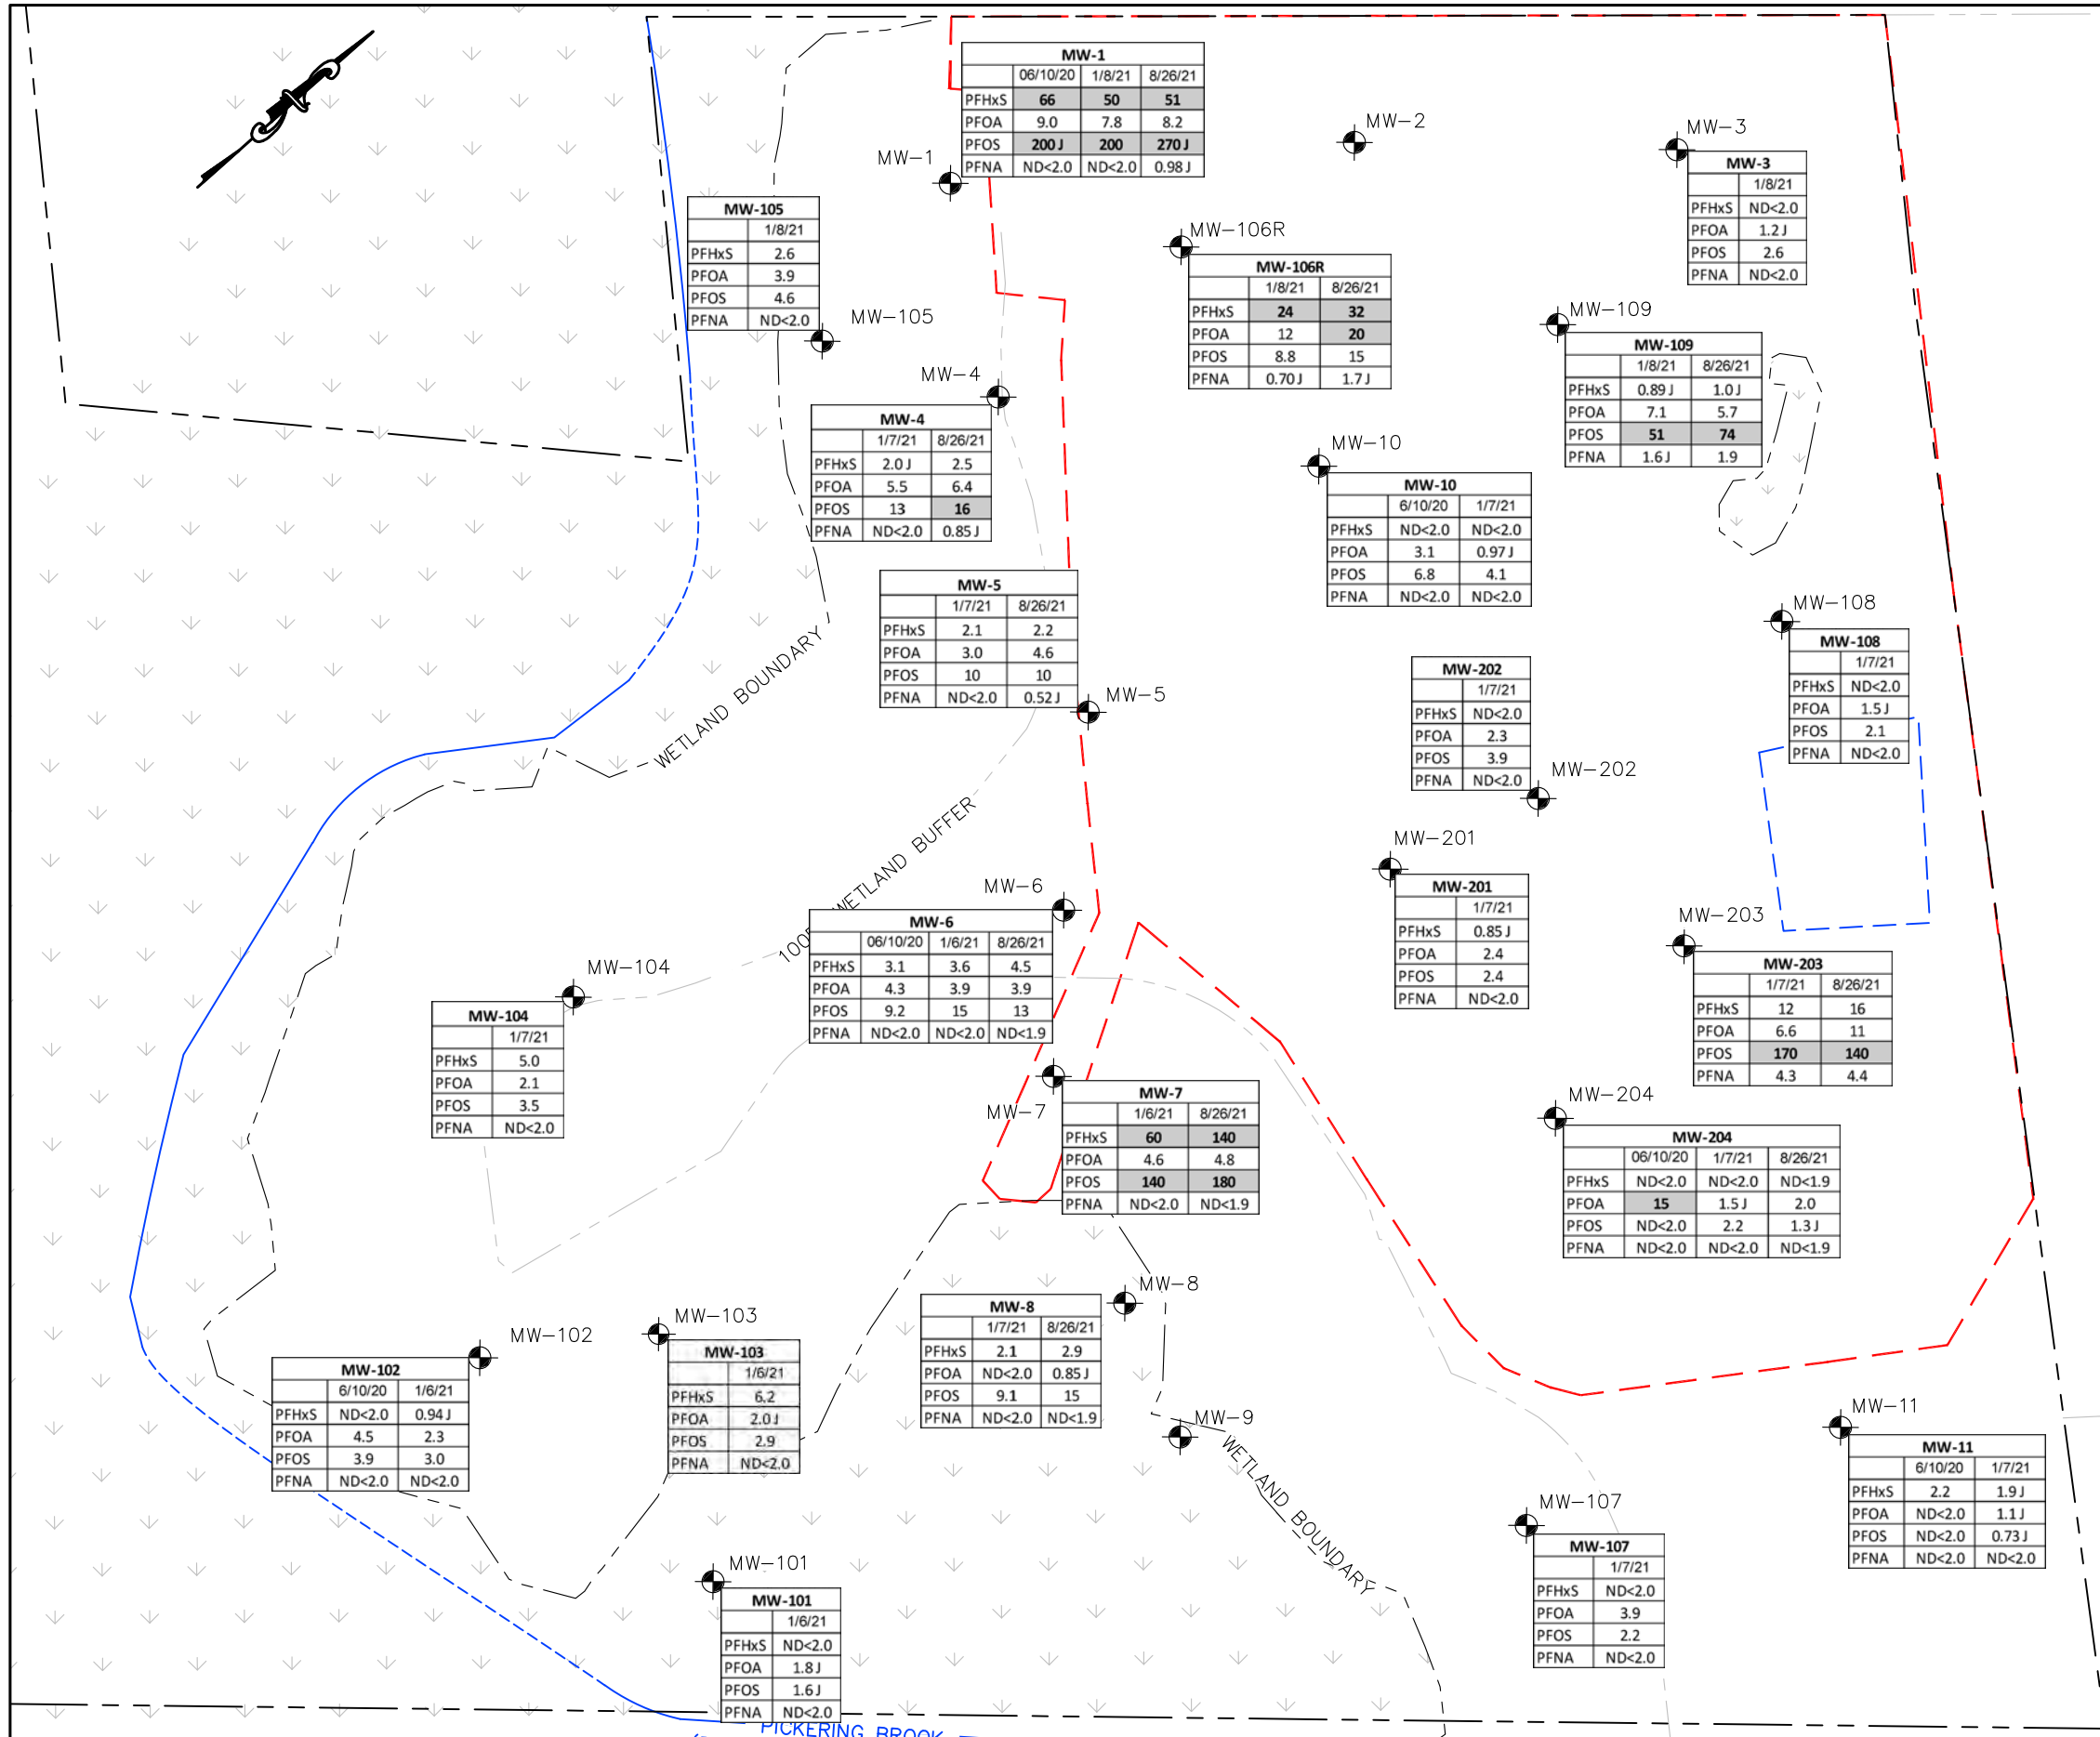 MW-1
06/10/20 1/8/21 8/26/21
PFHxS 66 50 51
PFOA 9.0 7.8 8.2
PFOS 200 J 200 270 J
PFNA ND<2.0 ND<2.0 0.98 J
MW-1
MW-2
MW-3
MW-3
1/8/21
PFHxS ND<2.0
PFOA 1.2 J
PFOS 2.6
PFNA ND<2.0
MW-105
1/8/21
PFHxS 2.6
PFOA 3.9
PFOS 4.6
PFNA ND<2.0
MW-105
MW-106R
MW-106R
1/8/21 8/26/21
PFHxS 24 32
PFOA 12 20
PFOS 8.8 15
PFNA 0.70 J 1.7 J
MW-109
MW-109
1/8/21 8/26/21
PFHxS 0.89 J 1.0 J
PFOA 7.1 5.7
PFOS 51 74
PFNA 1.6 J 1.9
MW-4
MW-4
1/7/21 8/26/21
PFHxS 2.0 J 2.5
PFOA 5.5 6.4
PFOS 13 16
PFNA ND<2.0 0.85 J
MW-10
MW-10
6/10/20 1/7/21
PFHxS ND<2.0 ND<2.0
PFOA 3.1 0.97 J
PFOS 6.8 4.1
PFNA ND<2.0 ND<2.0
MW-5
1/7/21 8/26/21
PFHxS 2.1 2.2
PFOA 3.0 4.6
PFOS 10 10
PFNA ND<2.0 0.52 J
MW-5
MW-108
MW-108
1/7/21
PFHxS ND<2.0
PFOA 1.5 J
PFOS 2.1
PFNA ND<2.0
WETLAND BOUNDARY
MW-202
1/7/21
PFHxS ND<2.0
PFOA 2.3
PFOS 3.9
PFNA ND<2.0
MW-202
WETLAND BUFFER
MW-201
MW-201
1/7/21
PFHxS 0.85 J
PFOA 2.4
PFOS 2.4
PFNA ND<2.0
MW-6
MW-6
06/10/20 1/6/21 8/26/21
PFHxS 3.1 3.6 4.5
PFOA 4.3 3.9 3.9
PFOS 9.2 15 13
PFNA ND<2.0 ND<2.0 ND<1.9
MW-203
MW-203
1/7/21 8/26/21
PFHxS 12 16
PFOA 6.6 11
PFOS 170 140
PFNA 4.3 4.4
MW-104
MW-104
1/7/21
PFHxS 5.0
PFOA 2.1
PFOS 3.5
PFNA ND<2.0
MW-7
MW-7
1/6/21 8/26/21
PFHxS 60 140
PFOA 4.6 4.8
PFOS 140 180
PFNA ND<2.0 ND<1.9
MW-204
MW-204
06/10/20 1/7/21 8/26/21
PFHxS ND<2.0 ND<2.0 ND<1.9
PFOA 15 1.5 J 2.0
PFOS ND<2.0 2.2 1.3 J
PFNA ND<2.0 ND<2.0 ND<1.9
MW-8
MW-8
1/7/21 8/26/21
PFHxS 2.1 2.9
PFOA ND<2.0 0.85 J
PFOS 9.1 15
PFNA ND<2.0 ND<1.9
MW-102
MW-102
6/10/20 1/6/21
PFHxS ND<2.0 0.94 J
PFOA 4.5 2.3
PFOS 3.9 3.0
PFNA ND<2.0 ND<2.0
MW-103
MW-103
1/6/21
PFHxS 6.2
PFOA 2.0 J
PFOS 2.9
PFNA ND<2.0
MW-9
WETLAND BOUNDARY
MW-11
MW-11
6/10/20 1/7/21
PFHxS 2.2 1.9 J
PFOA ND<2.0 1.1 J
PFOS ND<2.0 0.73 J
PFNA ND<2.0 ND<2.0
MW-107
MW-107
1/7/21
PFHxS ND<2.0
PFOA 3.9
PFOS 2.2
PFNA ND<2.0
MW-101
MW-101
1/6/21
PFHxS ND<2.0
PFOA 1.8 J
PFOS 1.6 J
PFNA ND<2.0
PICKERING BROOK